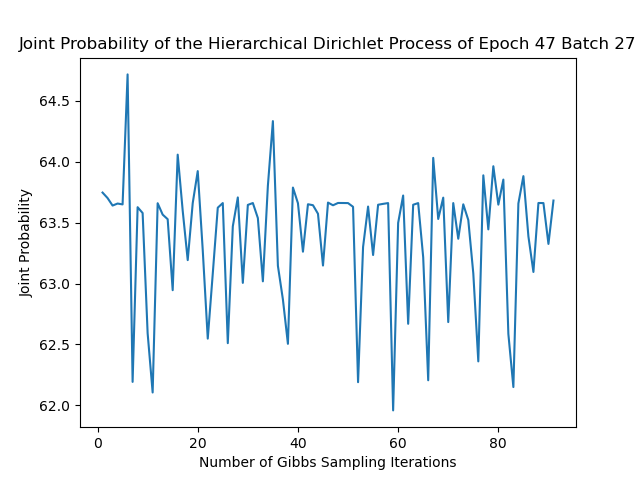 Joint Probability of the Hierarchical Dirichlet Process of Epoch 47 Batch 27
64.5
64.0
63.5
63.0
62.5
62.0
Joint Probability
0 20 40 60 80
Number of Gibbs Sampling Iterations